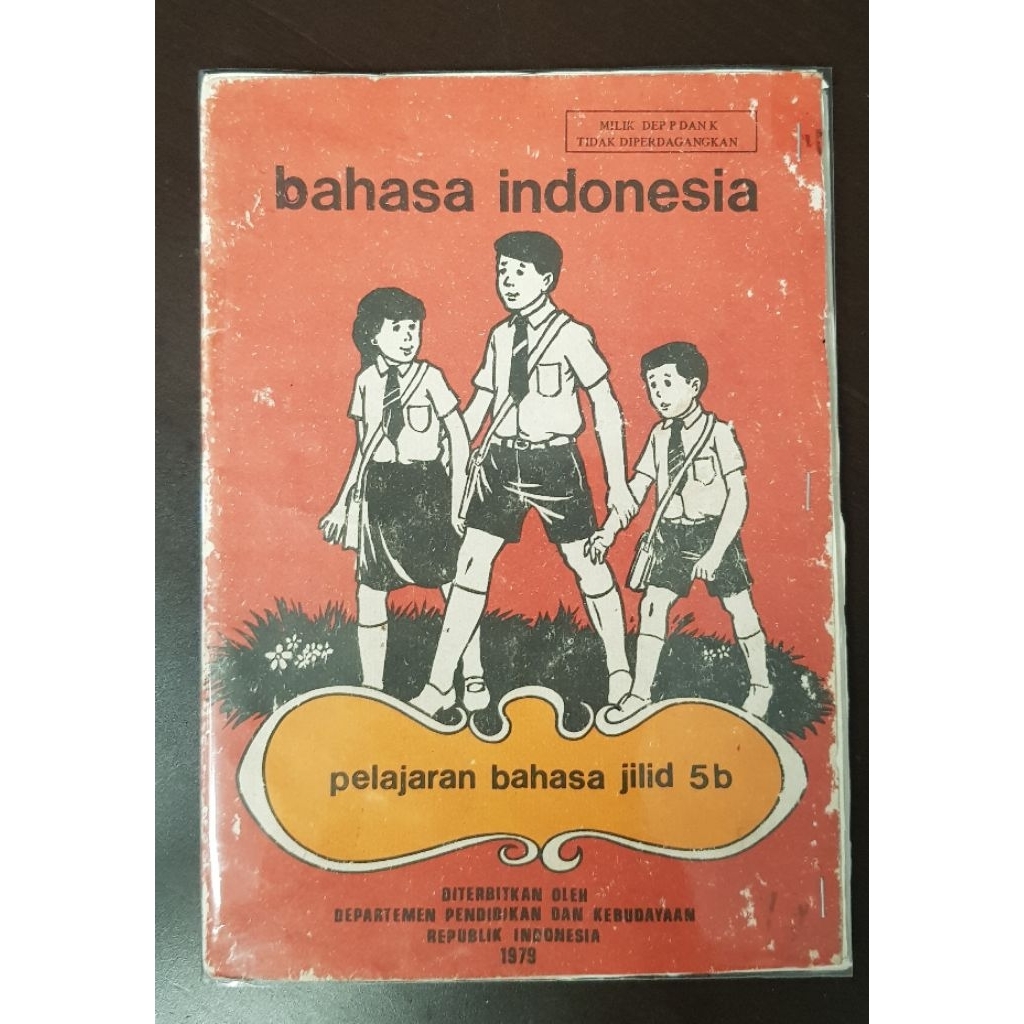 MILIK DEP P DAN K
TIDAK DIPERDAGANGKAN
bahasa indonesia
pelajaran bahasa jilid 5b
DITERBITKAN OLEH
DEPARTEMEN PENDIDIKAN DAN KEBUDAYAAN
REPUBLIK INDONESIA
1979